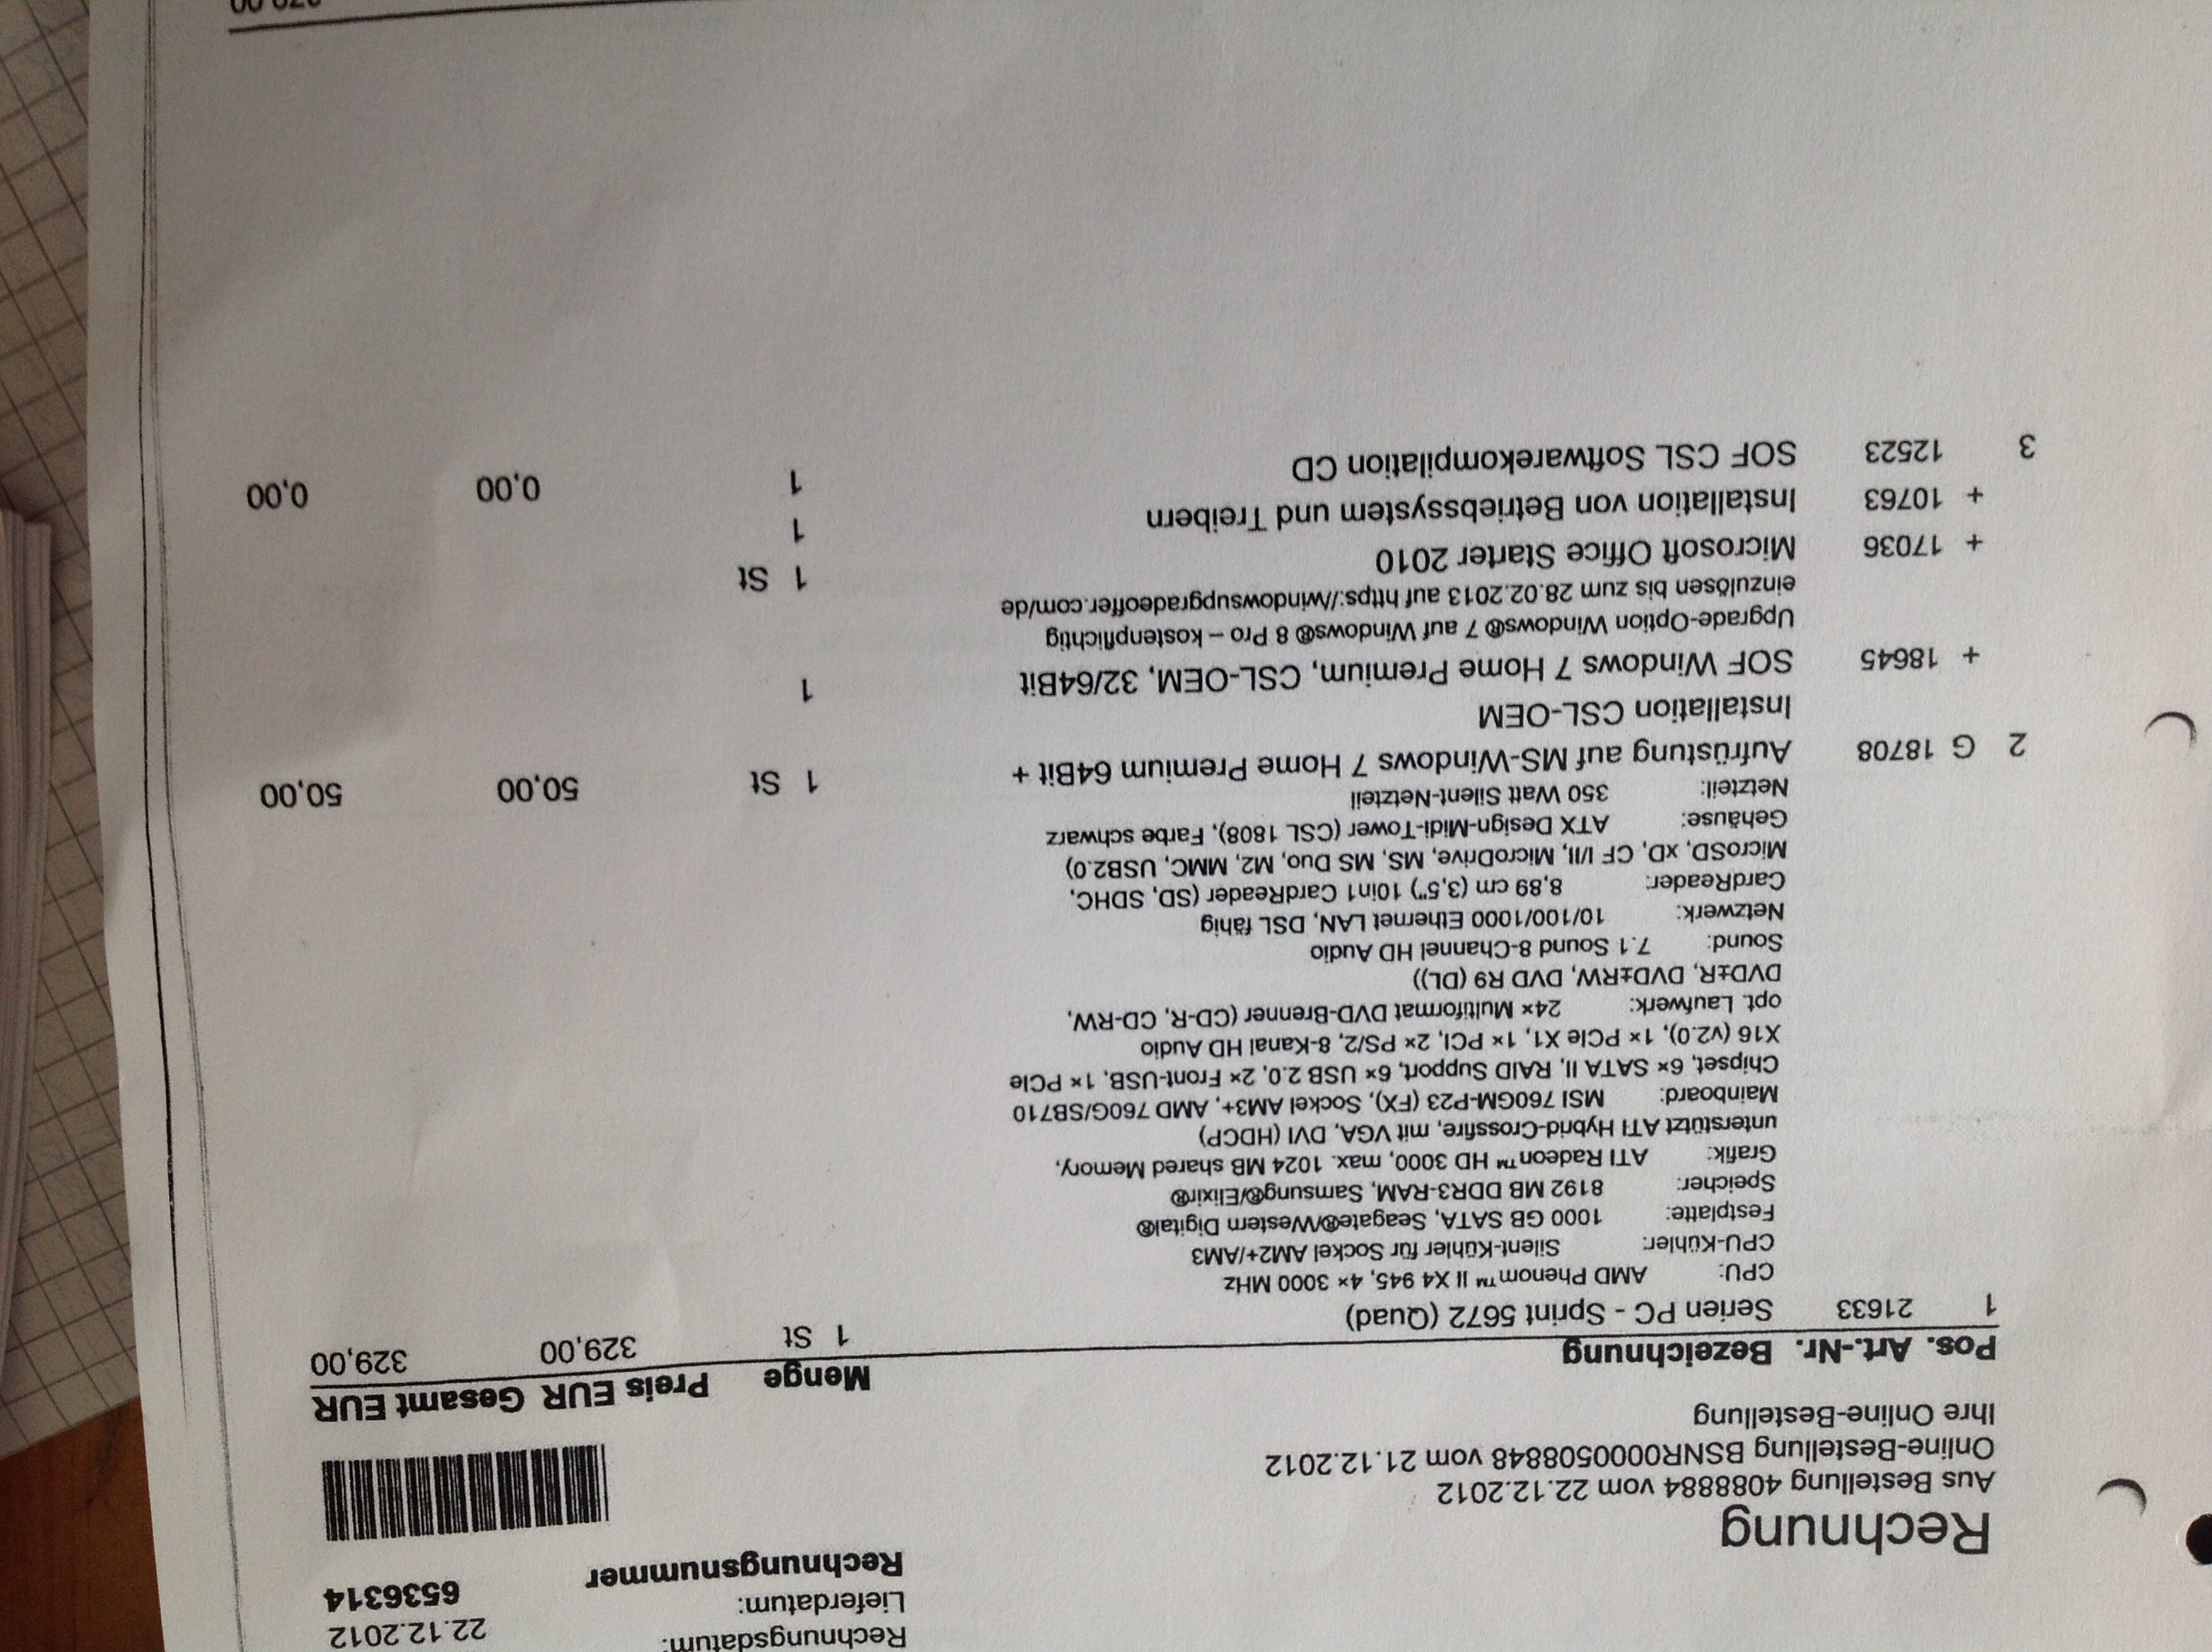 Rechnungsdatum:
Lieferdatum: 22.12.2012
Rechnungsnummer 6536314
Rechnung
Aus Bestellung 4088884 vom 22.12.2012
Online-Bestellung BSNR0000508848 vom 21.12.2012
Ihre Online-Bestellung
Pos. Art.-Nr. Bezeichnung Menge Preis EUR Gesamt EUR
1 21633 Serien PC - Sprint 5672 (Quad) 1 St 329,00 329,00
CPU: AMD Phenom™ II X4 945, 4× 3000 MHz
CPU-Kühler: Silent-Kühler für Sockel AM2+/AM3
Festplatte: 1000 GB SATA, Seagate®/Western Digital®
Speicher: 8192 MB DDR3-RAM, Samsung®/Elixir®
Grafik: ATI Radeon™ HD 3000, max. 1024 MB shared Memory,
unterstützt ATI Hybrid-Crossfire, mit VGA, DVI (HDCP)
Mainboard: MSI 760GM-P23 (FX), Sockel AM3+, AMD 760G/SB710
Chipset, 6× SATA II, RAID Support, 6× USB 2.0, 2× Front-USB, 1× PCIe
X16 (v2.0), 1× PCIe X1, 1× PCI, 2× PS/2, 8-Kanal HD Audio
opt. Laufwerk: 24× Multiformat DVD-Brenner (CD-R, CD-RW,
DVD±R, DVD±RW, DVD R9 (DL))
Sound: 7.1 Sound 8-Channel HD Audio
Netzwerk: 10/100/1000 Ethernet LAN, DSL fähig
CardReader: 8,89 cm (3,5") 10in1 CardReader (SD, SDHC,
MicroSD, xD, CF I/II, MicroDrive, MS, MS Duo, M2, MMC, USB2.0)
Gehäuse: ATX Design-Midi-Tower (CSL 1808), Farbe schwarz
Netzteil: 350 Watt Silent-Netzteil
2 G 18708 Aufrüstung auf MS-Windows 7 Home Premium 64Bit + 1 St 50,00 50,00
Installation CSL-OEM
+ 18645 SOF Windows 7 Home Premium, CSL-OEM, 32/64Bit 1
Upgrade-Option Windows® 7 auf Windows® 8 Pro – kostenpflichtig
einzulösen bis zum 28.02.2013 auf https://windowsupgradeoffer.com/de
+ 17036 Microsoft Office Starter 2010 1 St
+ 10763 Installation von Betriebssystem und Treibern 1
3 12523 SOF CSL Softwarekompilation CD 1 0,00 0,00